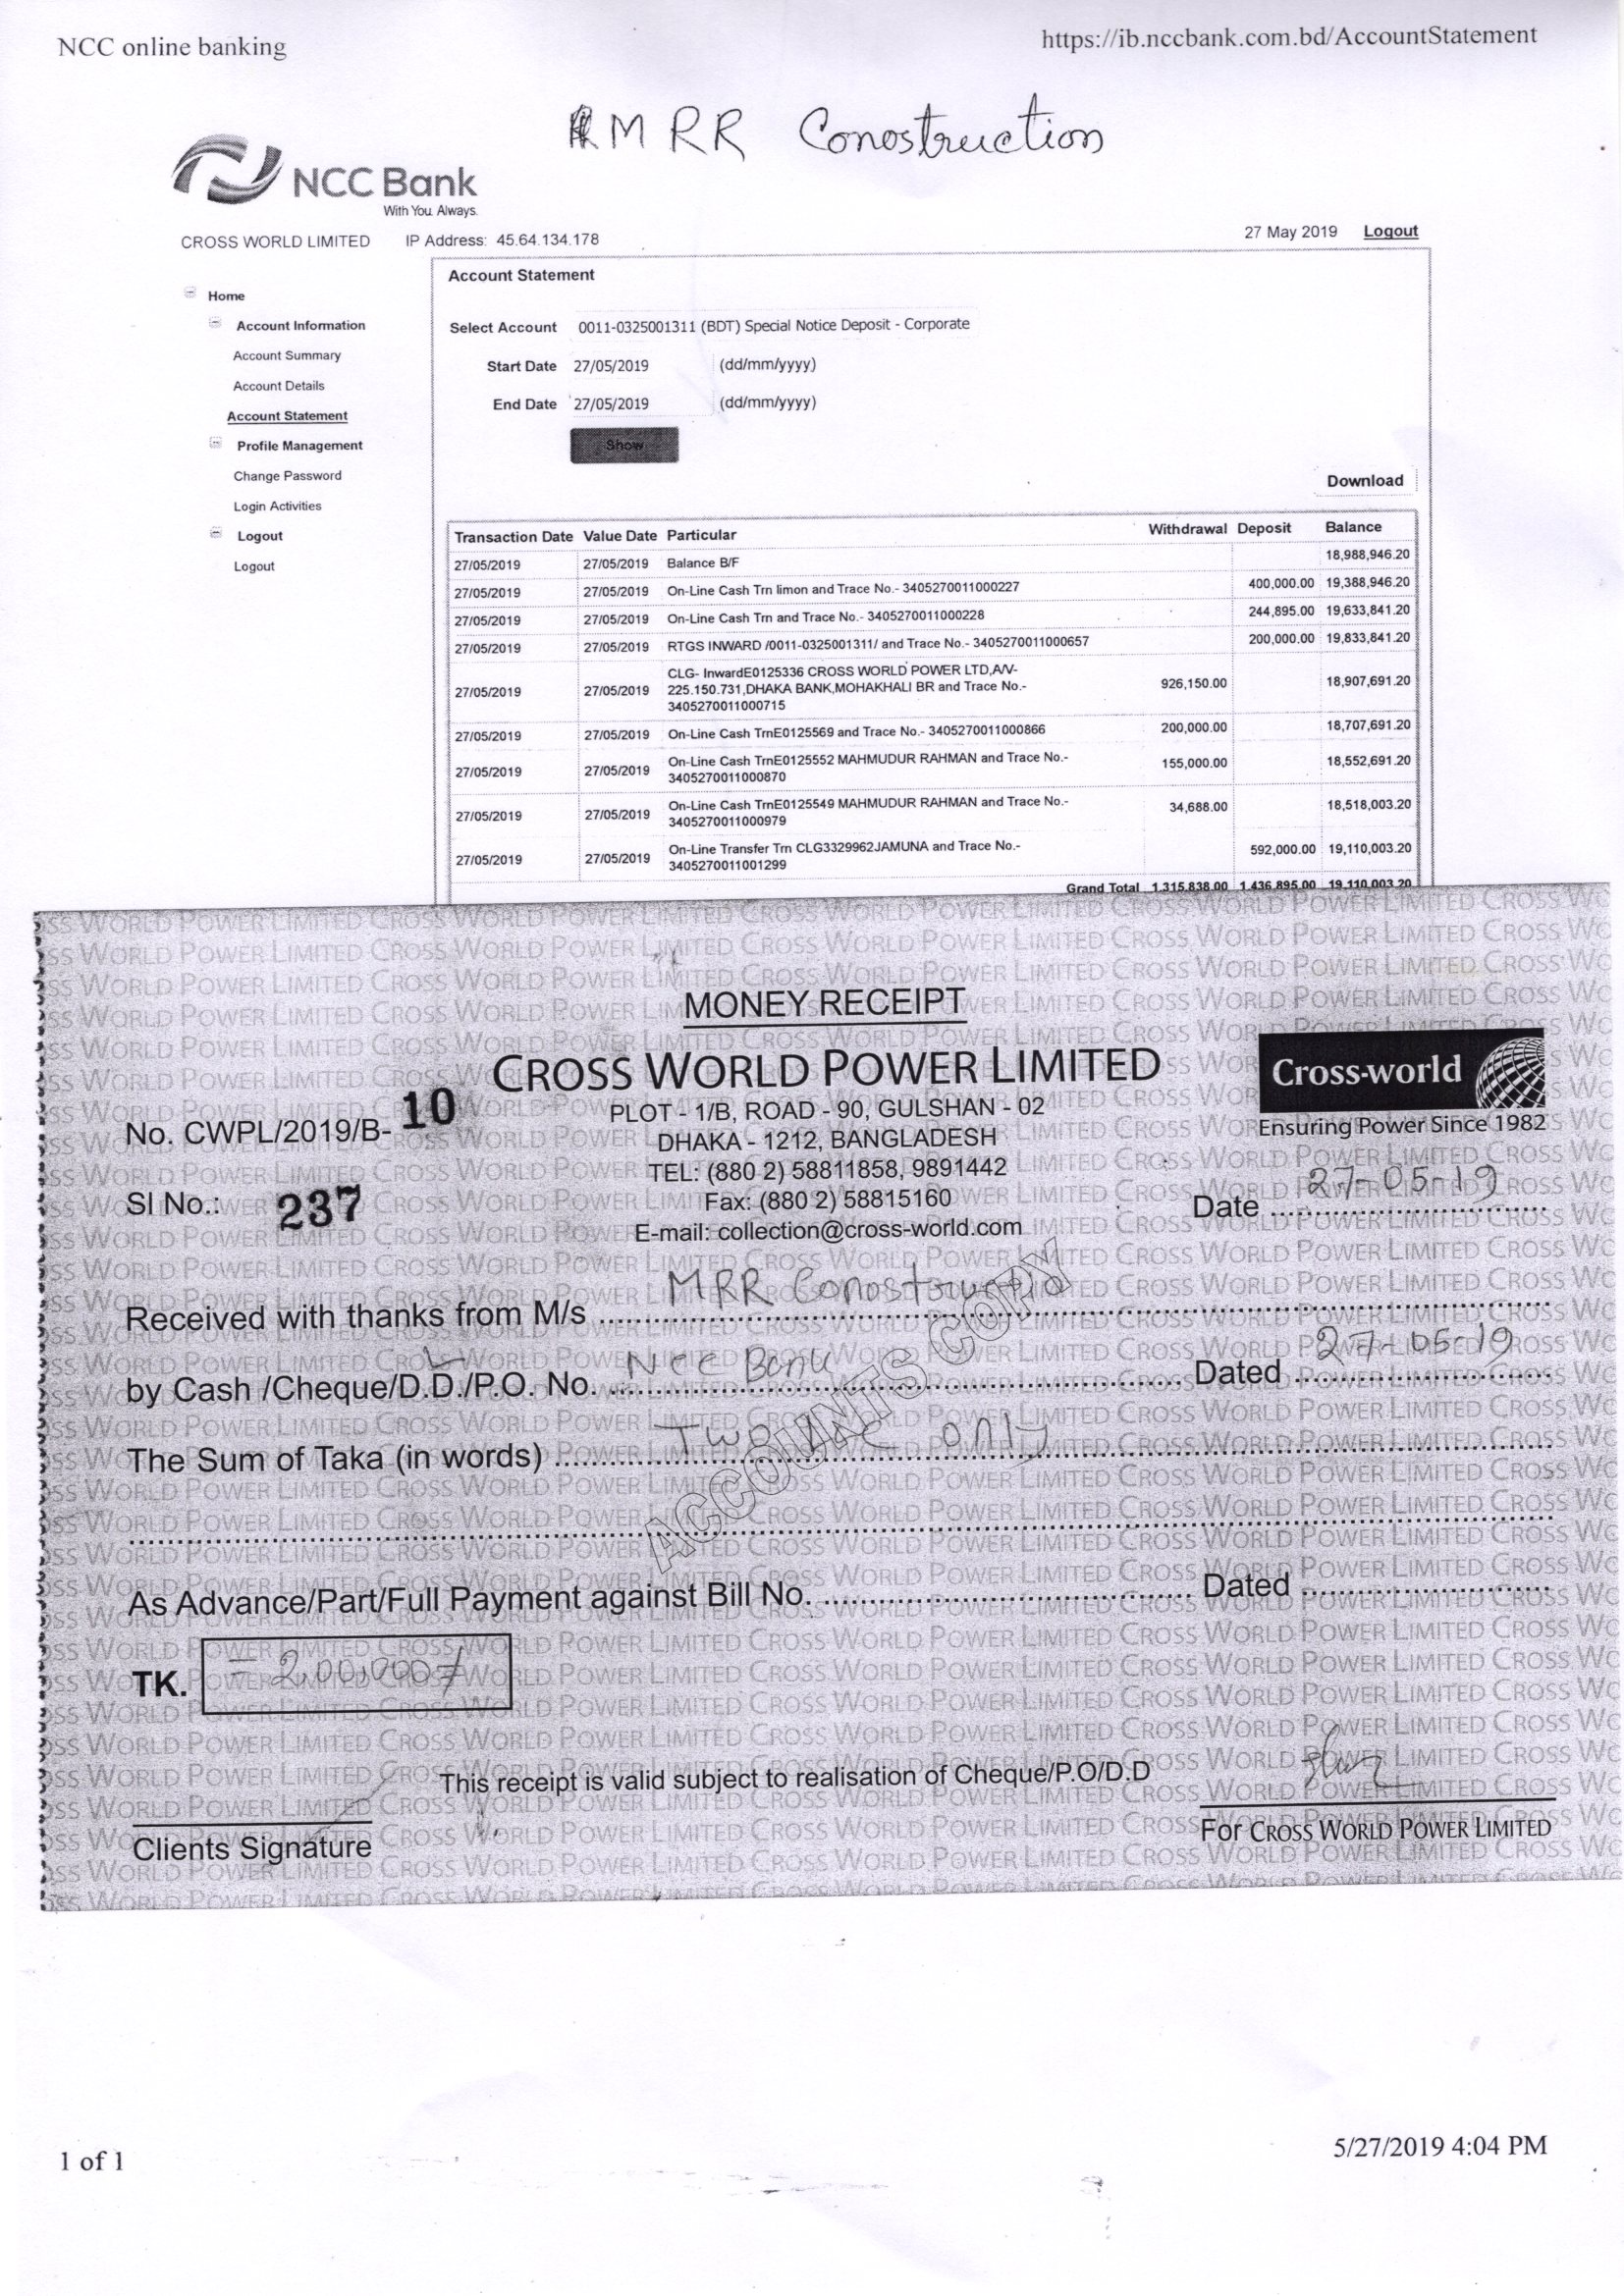 NCC online banking
https://ib.nccbank.com.bd/AccountStatement
MRR Conostruction
NCC Bank
With You. Always.
CROSS WORLD LIMITED IP Address: 45.64.134.178
27 May 2019 Logout
Home
Account Information
Account Summary
Account Details
Account Statement
Profile Management
Change Password
Login Activities
Logout
Logout
Account Statement
Select Account 0011-0325001311 (BDT) Special Notice Deposit - Corporate
Start Date 27/05/2019 (dd/mm/yyyy)
End Date 27/05/2019 (dd/mm/yyyy)
Show
Download
Transaction Date Value Date Particular Withdrawal Deposit Balance
27/05/2019 27/05/2019 Balance B/F 18,988,946.20
27/05/2019 27/05/2019 On-Line Cash Trn limon and Trace No.- 3405270011000227 400,000.00 19,388,946.20
27/05/2019 27/05/2019 On-Line Cash Trn and Trace No.- 3405270011000228 244,895.00 19,633,841.20
27/05/2019 27/05/2019 RTGS INWARD /0011-0325001311/ and Trace No.- 3405270011000657 200,000.00 19,833,841.20
CLG- InwardE0125336 CROSS WORLD POWER LTD,A/V-
27/05/2019 27/05/2019 225.150.731,DHAKA BANK,MOHAKHALI BR and Trace No.- 926,150.00 18,907,691.20
3405270011000715
27/05/2019 27/05/2019 On-Line Cash TrnE0125569 and Trace No.- 3405270011000866 200,000.00 18,707,691.20
27/05/2019 27/05/2019 On-Line Cash TrnE0125552 MAHMUDUR RAHMAN and Trace No.- 155,000.00 18,552,691.20
3405270011000870
27/05/2019 27/05/2019 On-Line Cash TrnE0125549 MAHMUDUR RAHMAN and Trace No.- 34,688.00 18,518,003.20
3405270011000979
27/05/2019 27/05/2019 On-Line Transfer Trn CLG3329962JAMUNA and Trace No.- 592,000.00 19,110,003.20
3405270011001299
Grand Total 1,315,838.00 1,436,895.00 19,110,003.20
MONEY RECEIPT
CROSS WORLD POWER LIMITED
Cross-world
Ensuring Power Since 1982
PLOT - 1/B, ROAD - 90, GULSHAN - 02
No. CWPL/2019/B- 10
DHAKA - 1212, BANGLADESH
TEL: (880 2) 58811858, 9891442
Sl No.: 237
Fax: (880 2) 58815160
Date 27-05-19
E-mail: collection@cross-world.com
Received with thanks from M/s MRR
by Cash /Cheque/D.D./P.O. No. NCC Bank Dated 27-05-19
The Sum of Taka (in words) Two only
ACCOUNTS COPY
As Advance/Part/Full Payment against Bill No. Dated
TK. = 2,00,000/=
This receipt is valid subject to realisation of Cheque/P.O/D.D
Clients Signature
For CROSS WORLD POWER LIMITED
1 of 1
5/27/2019 4:04 PM